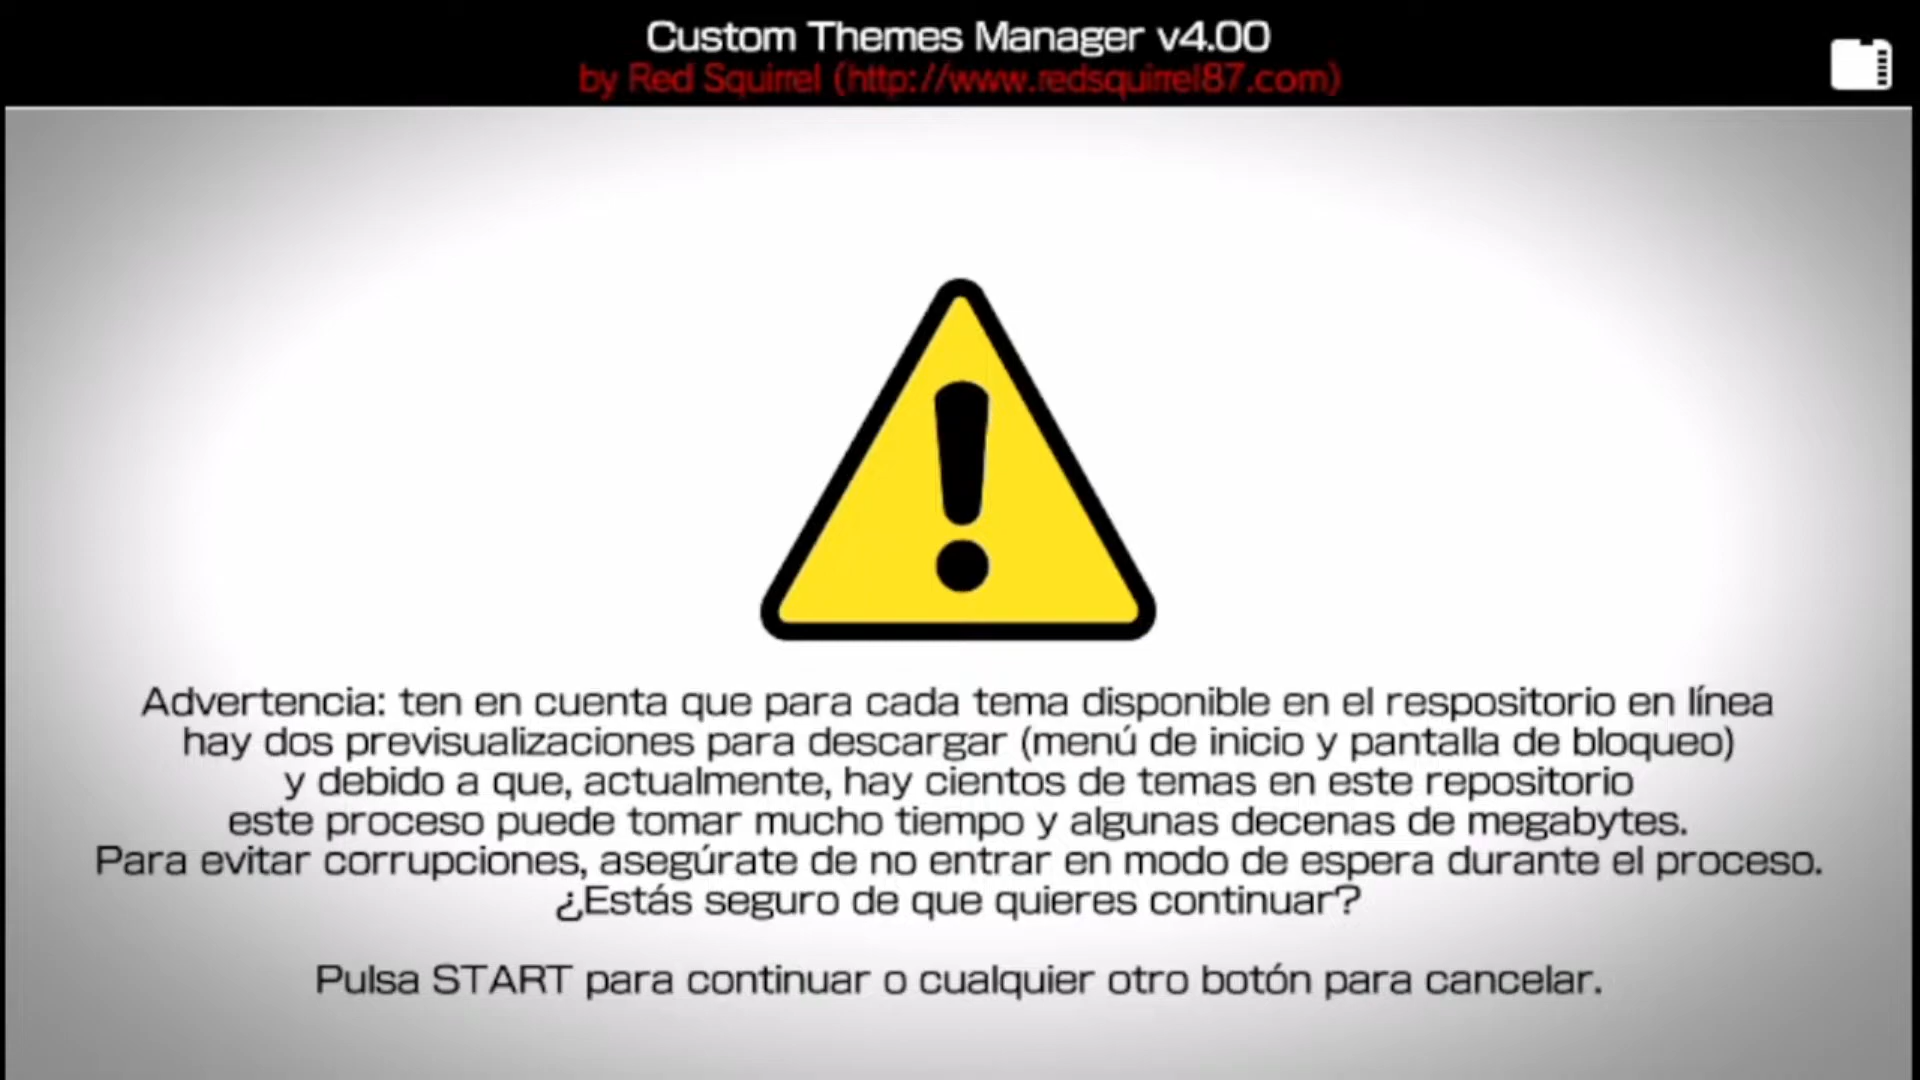 Custom Themes Manager v4.00
by Red Squirrel (http://www.redsquirrel87.com)
Advertencia: ten en cuenta que para cada tema disponible en el respositorio en línea
hay dos previsualizaciones para descargar (menú de inicio y pantalla de bloqueo)
y debido a que, actualmente, hay cientos de temas en este repositorio
este proceso puede tomar mucho tiempo y algunas decenas de megabytes.
Para evitar corrupciones, asegúrate de no entrar en modo de espera durante el proceso.
¿Estás seguro de que quieres continuar?
Pulsa START para continuar o cualquier otro botón para cancelar.